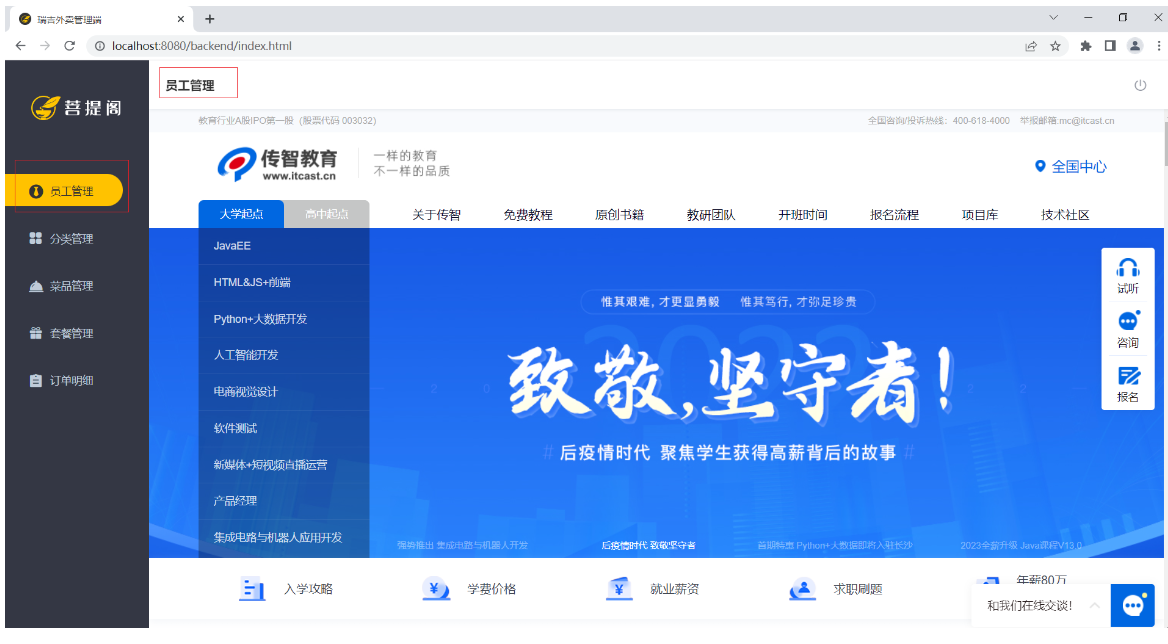 瑞吉外卖管理端
localhost:8080/backend/index.html
菩提阁
员工管理
员工管理
分类管理
菜品管理
套餐管理
订单明细
教育行业A股IPO第一股（股票代码 003032）
全国咨询/投诉热线：400-618-4000 举报邮箱:mc@itcast.cn
传智教育
www.itcast.cn
一样的教育
不一样的品质
全国中心
大学起点 高中起点 关于传智 免费教程 原创书籍 教研团队 开班时间 报名流程 项目库 技术社区
JavaEE
HTML&JS+前端
Python+大数据开发
人工智能开发
电商视觉设计
软件测试
新媒体+短视频直播运营
产品经理
集成电路与机器人应用开发
惟其艰难，才更显勇毅 惟其笃行，才弥足珍贵
2022
致敬，坚守者！
# 后疫情时代 聚焦学生获得高薪背后的故事 #
强势推出 集成电路与机器人开发 后疫情时代 致敬坚守者 首期特惠 Python+大数据即将入驻长沙 2023全新升级 Java课程V13.0
试听
咨询
报名
入学攻略 学费价格 就业薪资 求职刷题 年薪80万
和我们在线交谈！